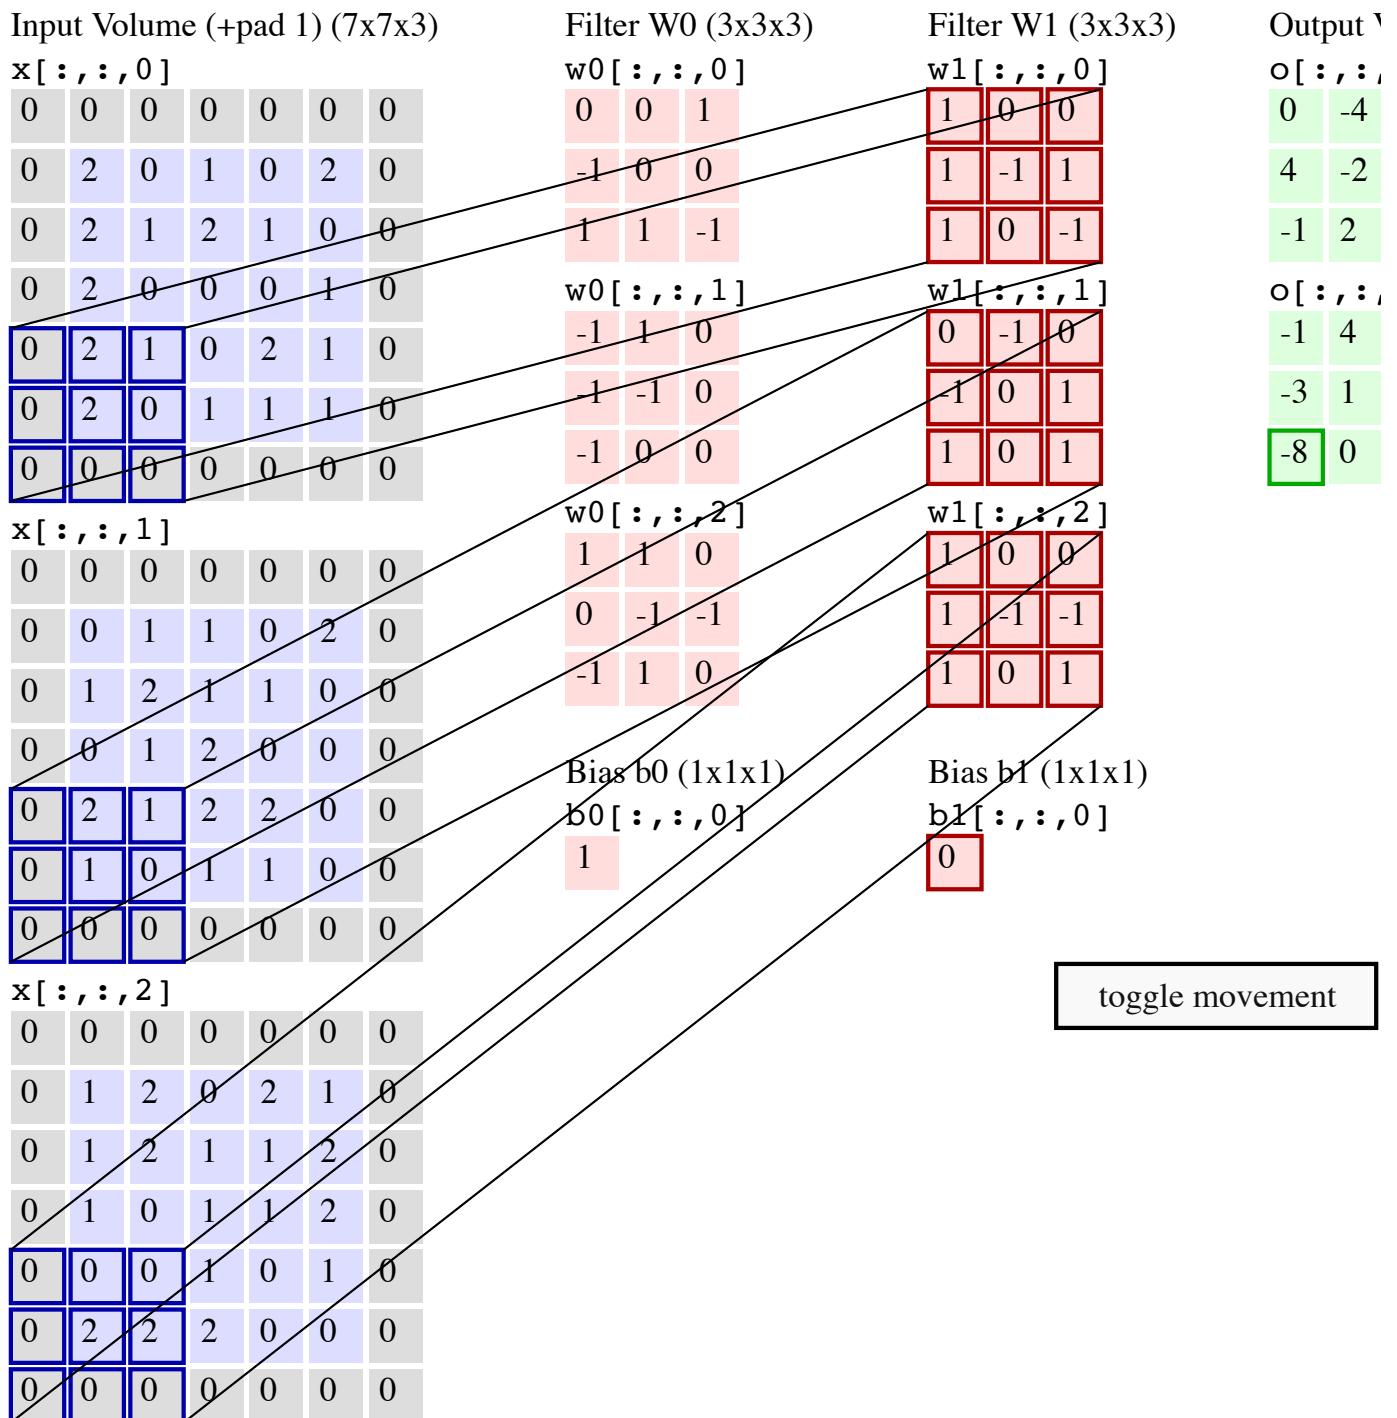 Input Volume (+pad 1) (7x7x3)
x[:,:,0]
0 0 0 0 0 0 0
0 2 0 1 0 2 0
0 2 1 2 1 0 0
0 2 0 0 0 1 0
0 2 1 0 2 1 0
0 2 0 1 1 1 0
0 0 0 0 0 0 0
x[:,:,1]
0 0 0 0 0 0 0
0 0 1 1 0 2 0
0 1 2 1 1 0 0
0 0 1 2 0 0 0
0 2 1 2 2 0 0
0 1 0 1 1 0 0
0 0 0 0 0 0 0
x[:,:,2]
0 0 0 0 0 0 0
0 1 2 0 2 1 0
0 1 2 1 1 2 0
0 1 0 1 1 2 0
0 0 0 1 0 1 0
0 2 2 2 0 0 0
0 0 0 0 0 0 0
Filter W0 (3x3x3)
w0[:,:,0]
0 0 1
-1 0 0
1 1 -1
w0[:,:,1]
-1 1 0
-1 -1 0
-1 0 0
w0[:,:,2]
1 1 0
0 -1 -1
-1 1 0
Bias b0 (1x1x1)
b0[:,:,0]
1
Filter W1 (3x3x3)
w1[:,:,0]
1 0 0
1 -1 1
1 0 -1
w1[:,:,1]
0 -1 0
-1 0 1
1 0 1
w1[:,:,2]
1 0 0
1 -1 -1
1 0 1
Bias b1 (1x1x1)
b1[:,:,0]
0
Output
o[:,:,
0 -4
4 -2
-1 2
o[:,:,
-1 4
-3 1
-8 0
toggle movement